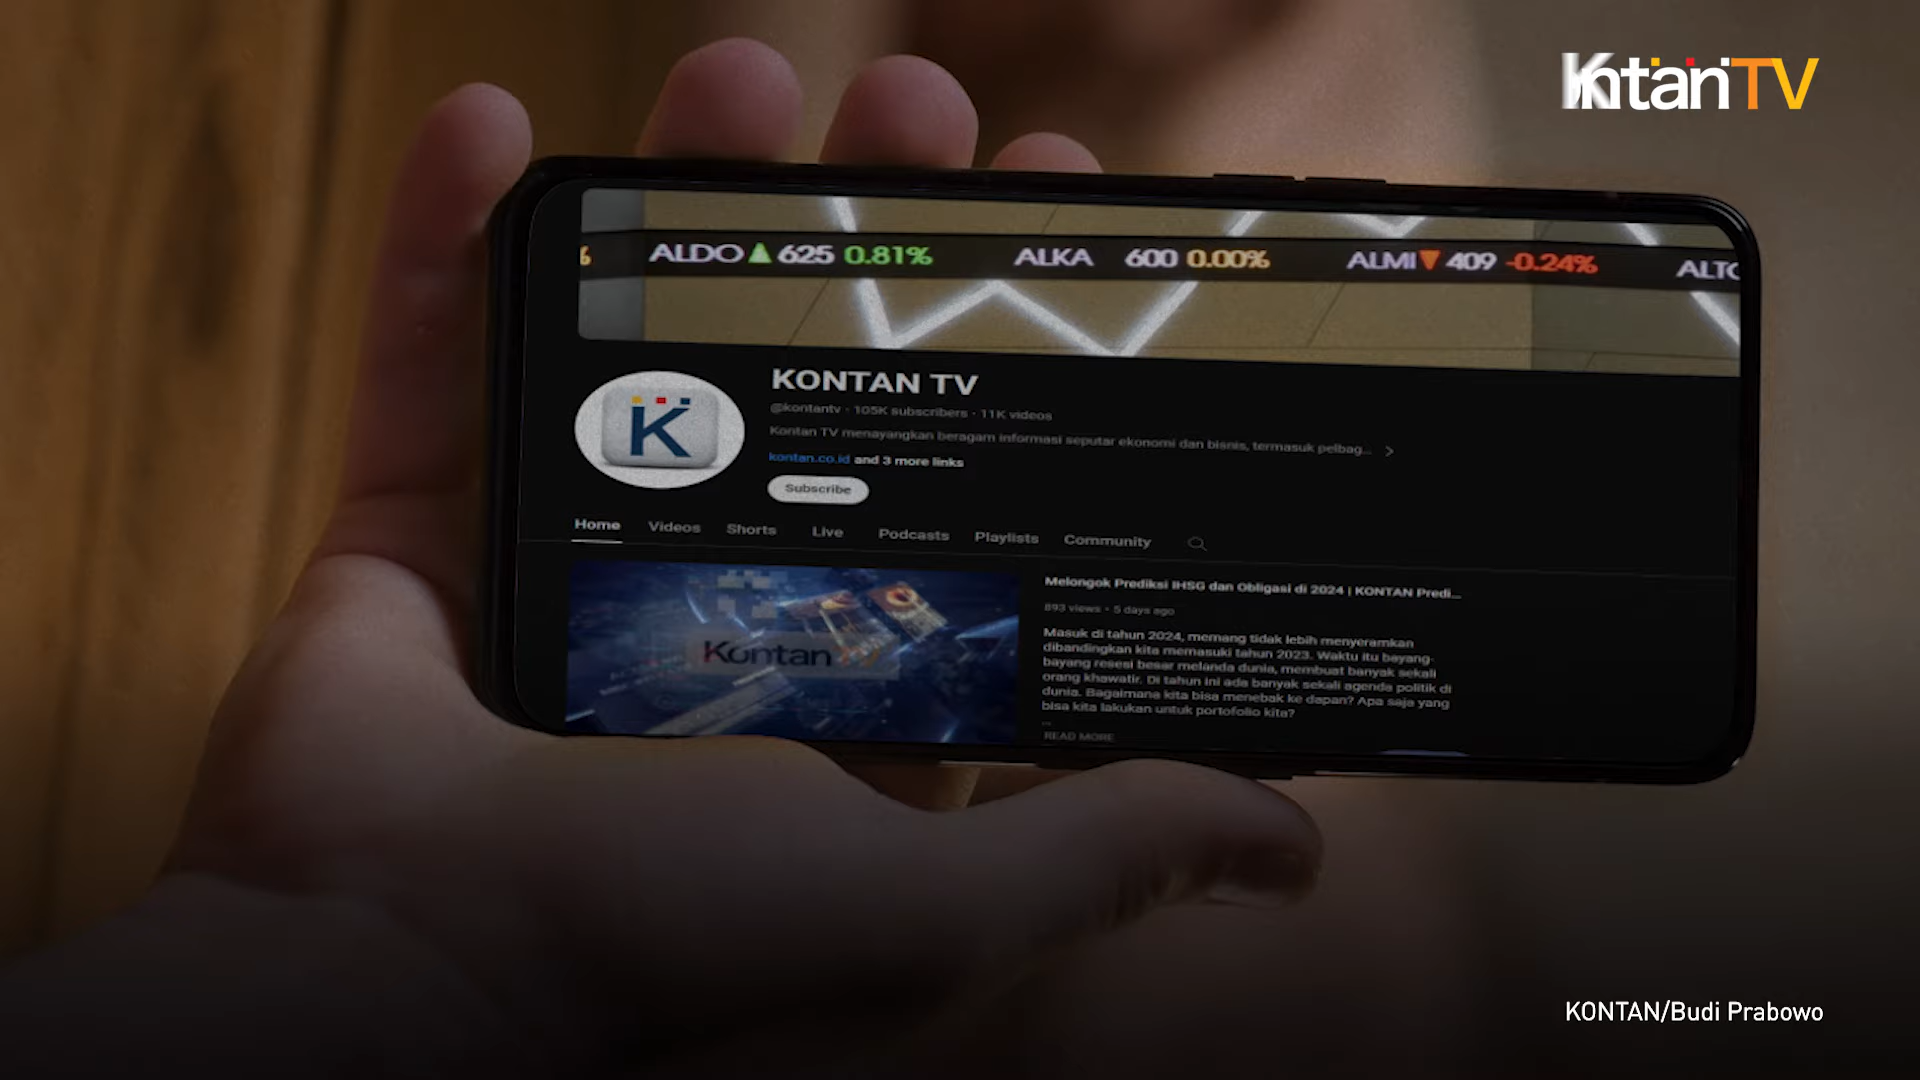 KontanTV
% ALDO ▲ 625 0.81% ALKA 600 0.00% ALMI ▼ 409 -0.24% ALTO
KONTAN TV
@kontantv · 105K subscribers · 11K videos
Kontan TV menayangkan beragam informasi seputar ekonomi dan bisnis, termasuk pelbag...
kontan.co.id and 3 more links
Subscribe
Home Videos Shorts Live Podcasts Playlists Community
Melongok Prediksi IHSG dan Obligasi di 2024 | KONTAN Predi...
893 views • 5 days ago
Kontan TV
Masuk di tahun 2024, memang tidak lebih menyeramkan
dibandingkan kita memasuki tahun 2023. Waktu itu bayang-
bayang resesi besar melanda dunia, membuat banyak sekali
orang khawatir. Di tahun ini ada banyak sekali agenda politik di
dunia. Bagaimana kita bisa menebak ke dapan? Apa saja yang
bisa kita lakukan untuk portofolio kita?
...
READ MORE
KONTAN/Budi Prabowo